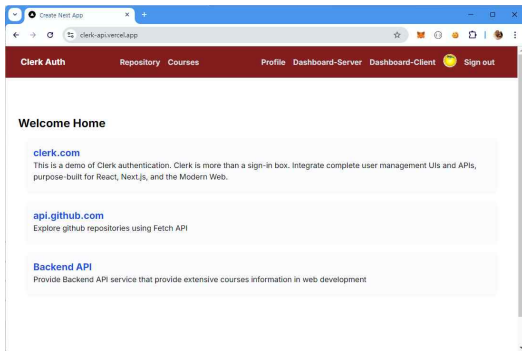 Create Next App
clerk-api.vercel.app
Clerk Auth Repository Courses Profile Dashboard-Server Dashboard-Client Sign out
Welcome Home
clerk.com
This is a demo of Clerk authentication. Clerk is more than a sign-in box. Integrate complete user management UIs and APIs,
purpose-built for React, Next.js, and the Modern Web.
api.github.com
Explore github repositories using Fetch API
Backend API
Provide Backend API service that provide extensive courses information in web development